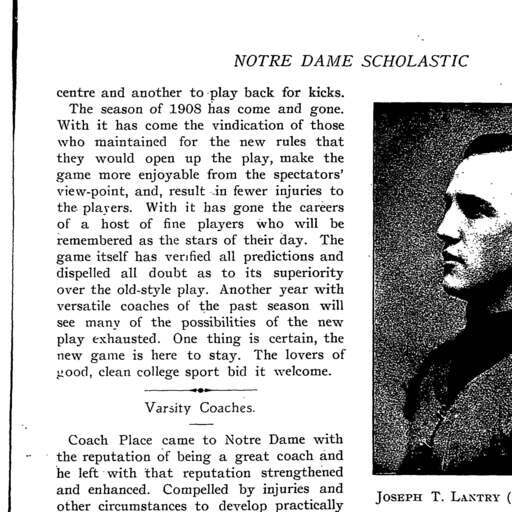 NOTRE DAME SCHOLASTIC
centre and another to play back for kicks.
The season of 1908 has come and gone.
With it has come the vindication of those
who maintained for the new rules that
they would open up the play, make the
game more enjoyable from the spectators'
view-point, and, result in fewer injuries to
the players. With it has gone the careers
of a host of fine players who will be
remembered as the stars of their day. The
game itself has verified all predictions and
dispelled all doubt as to its superiority
over the old-style play. Another year with
versatile coaches of the past season will
see many of the possibilities of the new
play exhausted. One thing is certain, the
new game is here to stay. The lovers of
good, clean college sport bid it welcome.
Varsity Coaches.
Coach Place came to Notre Dame with
the reputation of being a great coach and
he left with that reputation strengthened
and enhanced. Compelled by injuries and
other circumstances to develop practically
JOSEPH T. LANTRY (